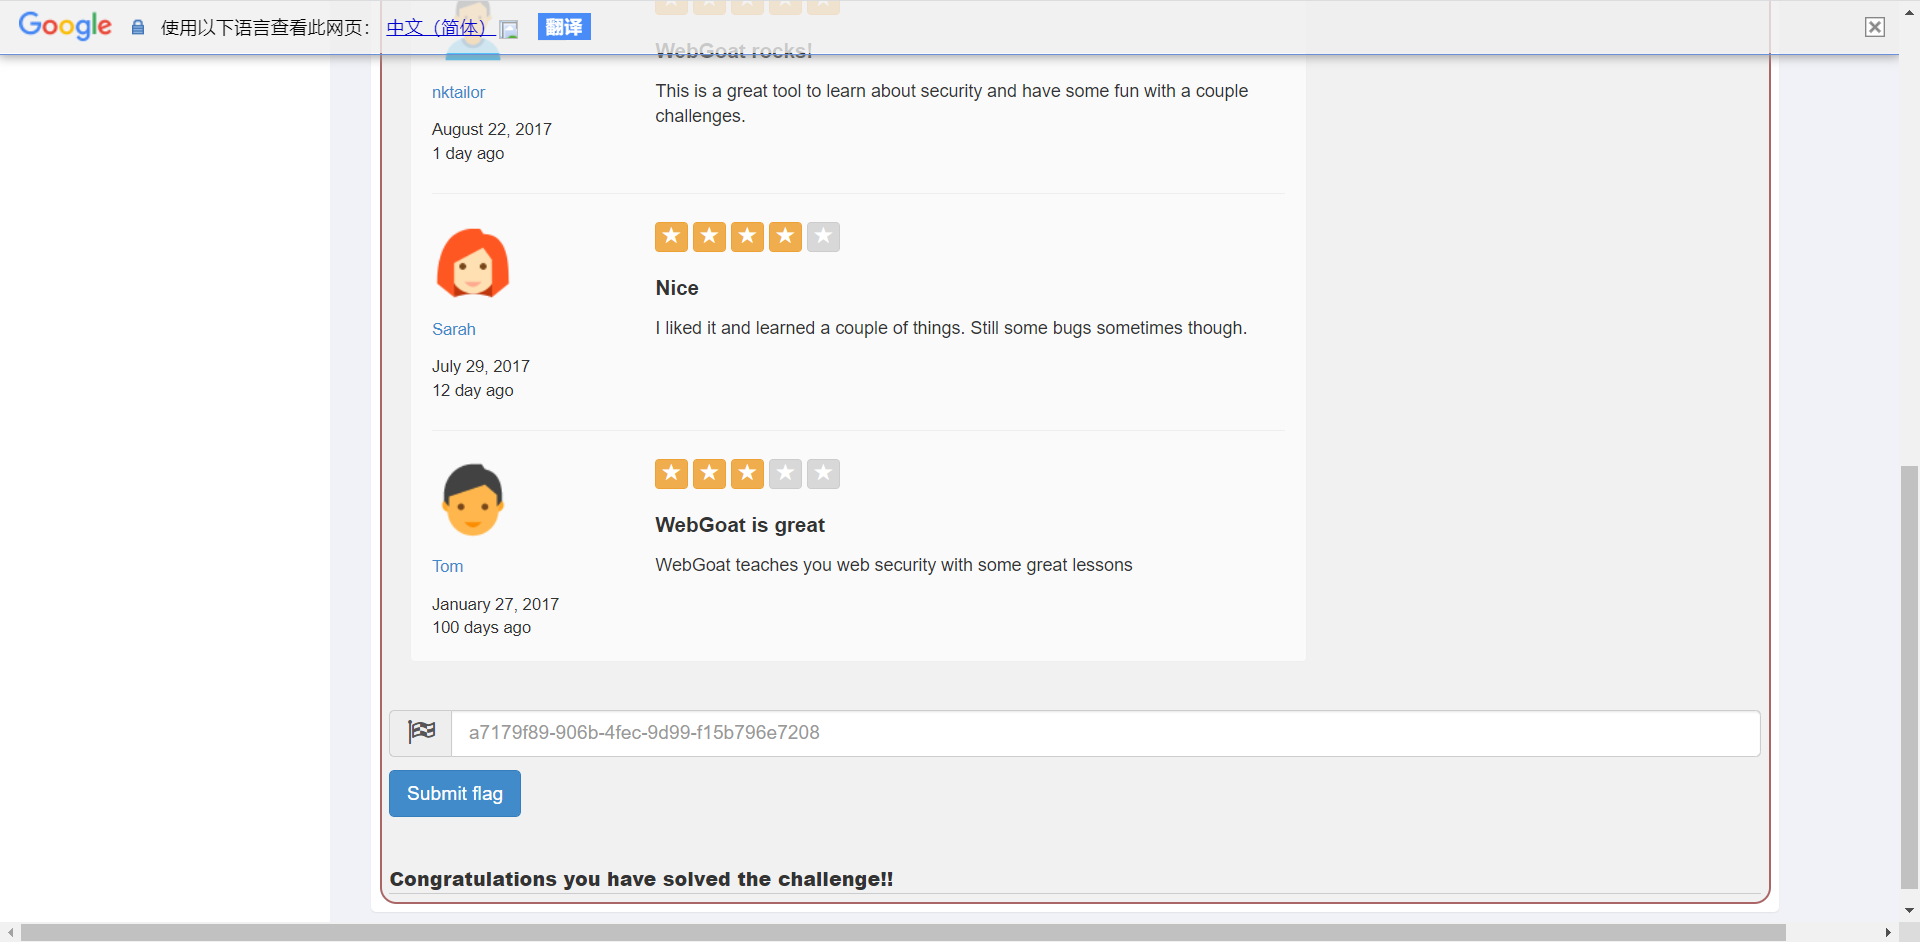 Google 使用以下语言查看此网页： 中文（简体） 翻译
WebGoat rocks!
This is a great tool to learn about security and have some fun with a couple
challenges.
nktailor
August 22, 2017
1 day ago
Nice
I liked it and learned a couple of things. Still some bugs sometimes though.
Sarah
July 29, 2017
12 day ago
WebGoat is great
WebGoat teaches you web security with some great lessons
Tom
January 27, 2017
100 days ago
a7179f89-906b-4fec-9d99-f15b796e7208
Submit flag
Congratulations you have solved the challenge!!